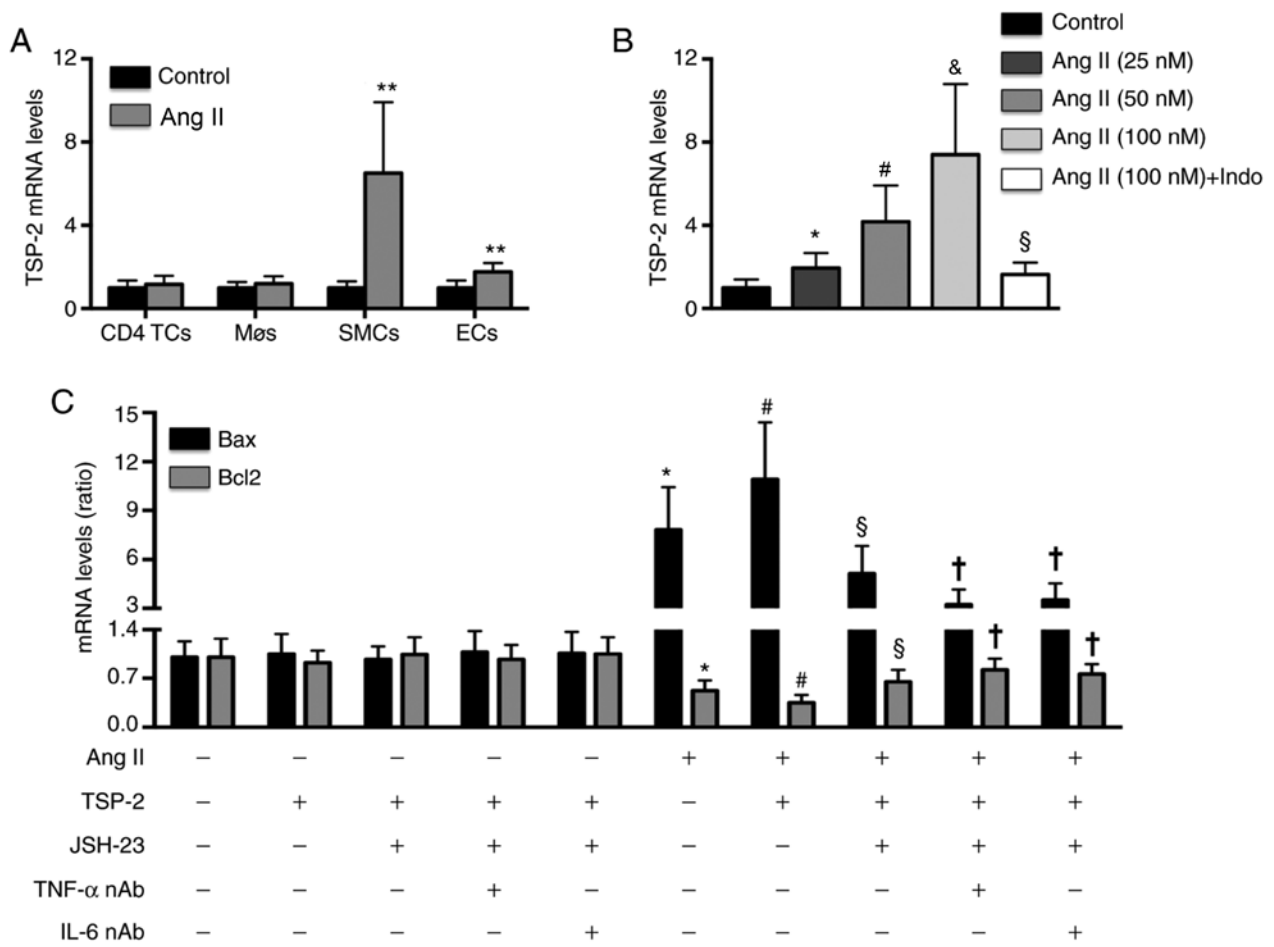 A
B
Control
Ang II
TSP-2 mRNA levels
12
8
4
0
**
**
CD4 TCs Møs SMCs ECs
Control
Ang II (25 nM)
Ang II (50 nM)
Ang II (100 nM)
Ang II (100 nM)+Indo
TSP-2 mRNA levels
12
8
4
0
* # & §
C
Bax
Bcl2
mRNA levels (ratio)
15
12
9
6
3
1.4
0.7
0.0
* # § † †
* # § † †
Ang II – – – – – + + + + +
TSP-2 – + + + + – + + + +
JSH-23 – – + + + – – + + +
TNF-α nAb – – – + – – – – + –
IL-6 nAb – – – – + – – – – +